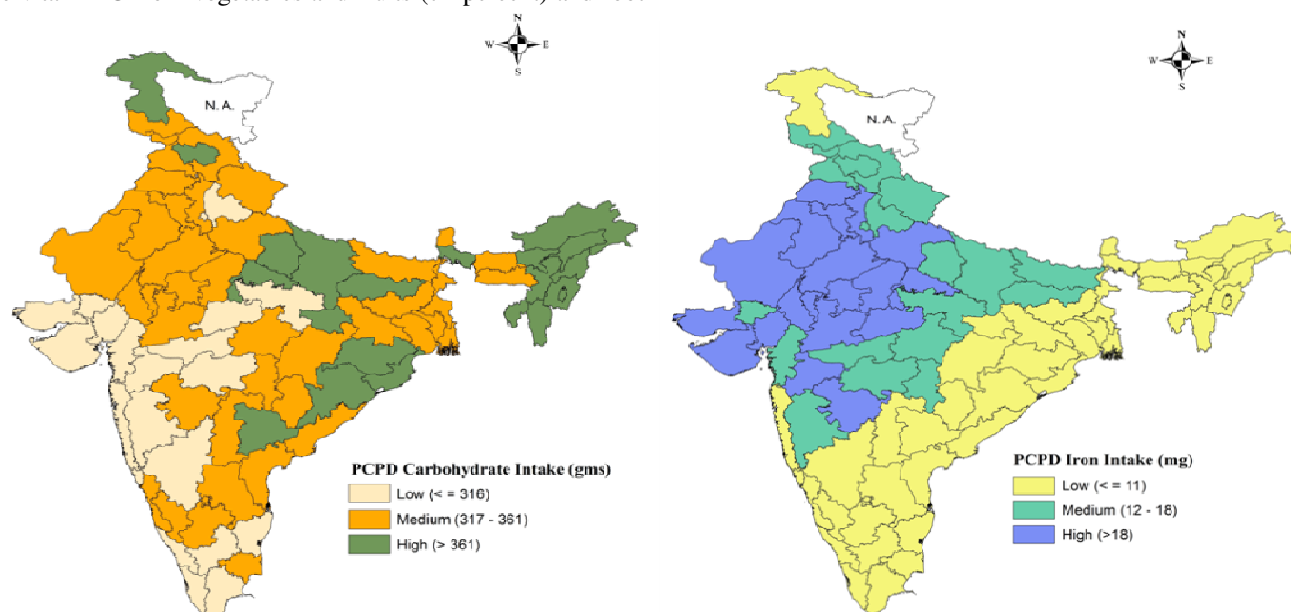 N
W E
S
N.A.
PCPD Carbohydrate Intake (gms)
Low (< = 316)
Medium (317 - 361)
High (> 361)
N
W E
S
N.A.
PCPD Iron Intake (mg)
Low (< = 11)
Medium (12 - 18)
High (>18)